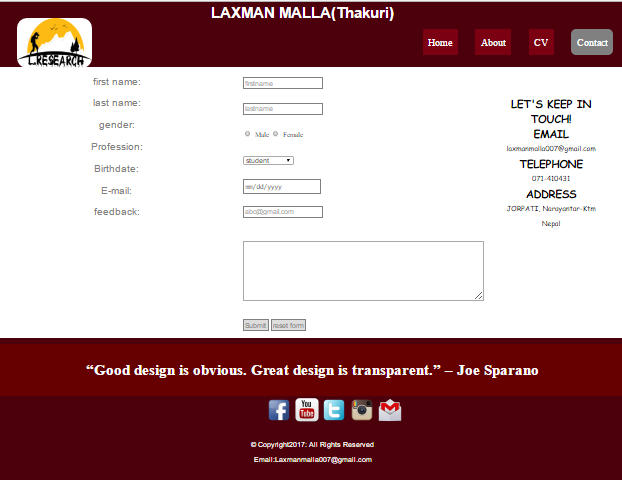 LAXMAN MALLA(Thakuri)
L.RESEARCH
Home About CV Contact
first name: firstname
last name: lastname
gender: Male Female
Profession: student
Birthdate: mm/dd/yyyy
E-mail: abc@gmail.com
feedback:
Submit reset form
LET'S KEEP IN
TOUCH!
EMAIL
laxmanmalla007@gmail.com
TELEPHONE
071-410431
ADDRESS
JORPATI, Narayantar-Ktm
Nepal
“Good design is obvious. Great design is transparent.” – Joe Sparano
You
Tube
© Copyright2017: All Rights Reserved
Email:Laxmanmalla007@gmail.com